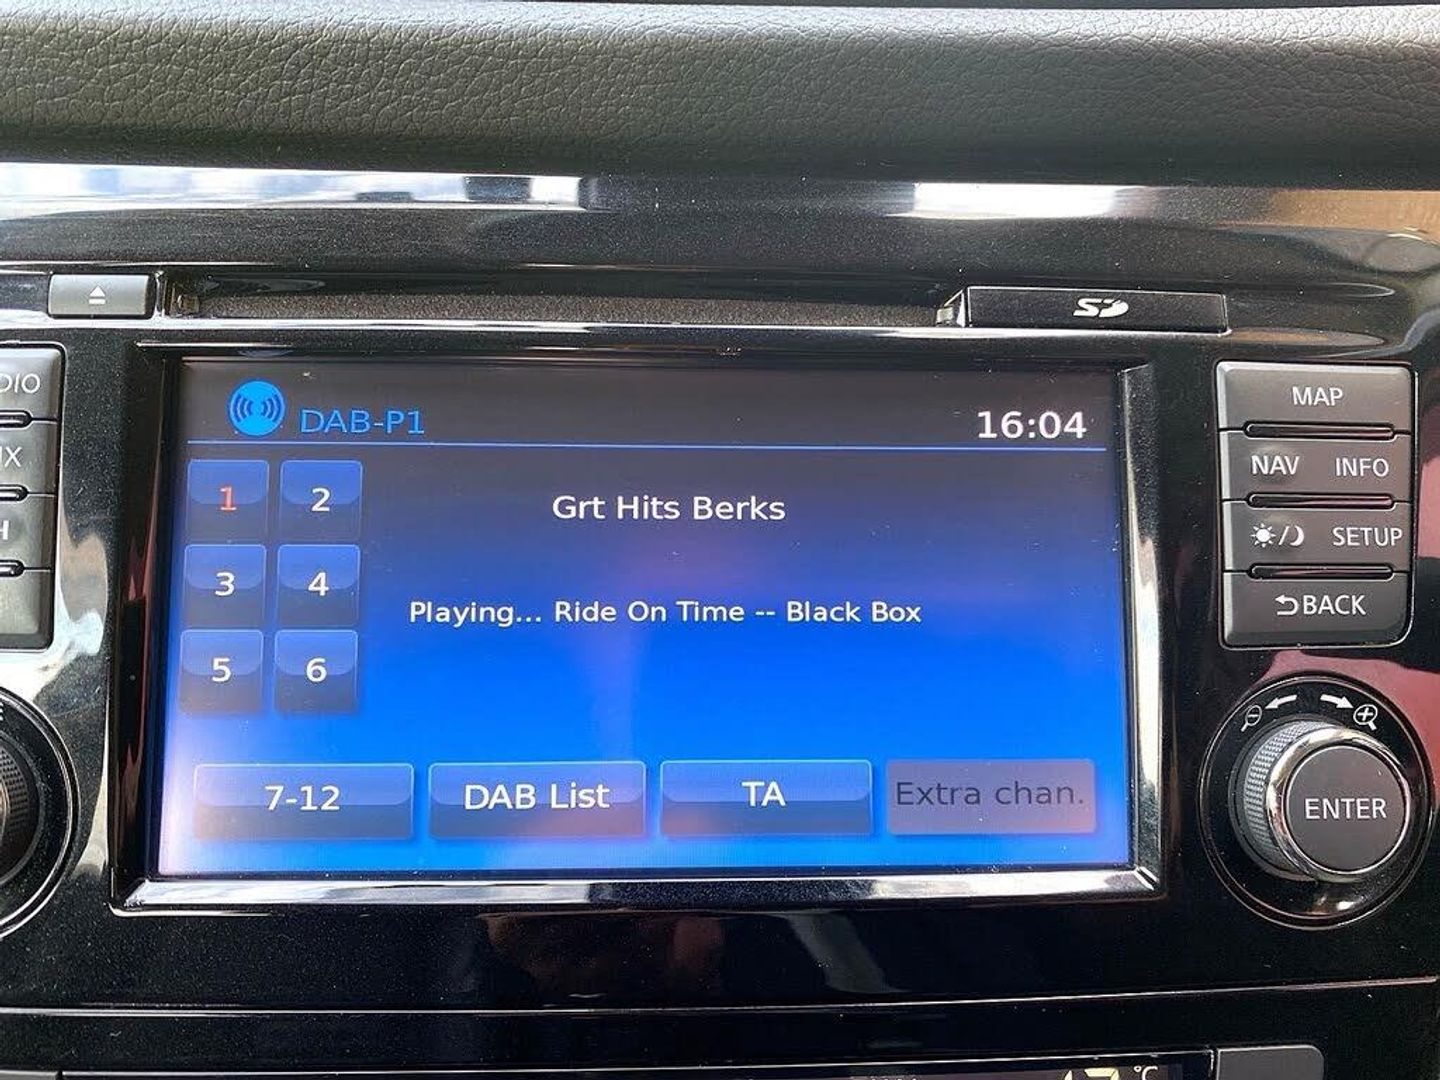 SD
DIO
MAP
DAB-P1
16:04
1
2
Grt Hits Berks
NAV
INFO
3
4
SETUP
Playing... Ride On Time -- Black Box
BACK
5
6
7-12
DAB List
TA
Extra chan.
ENTER
°C